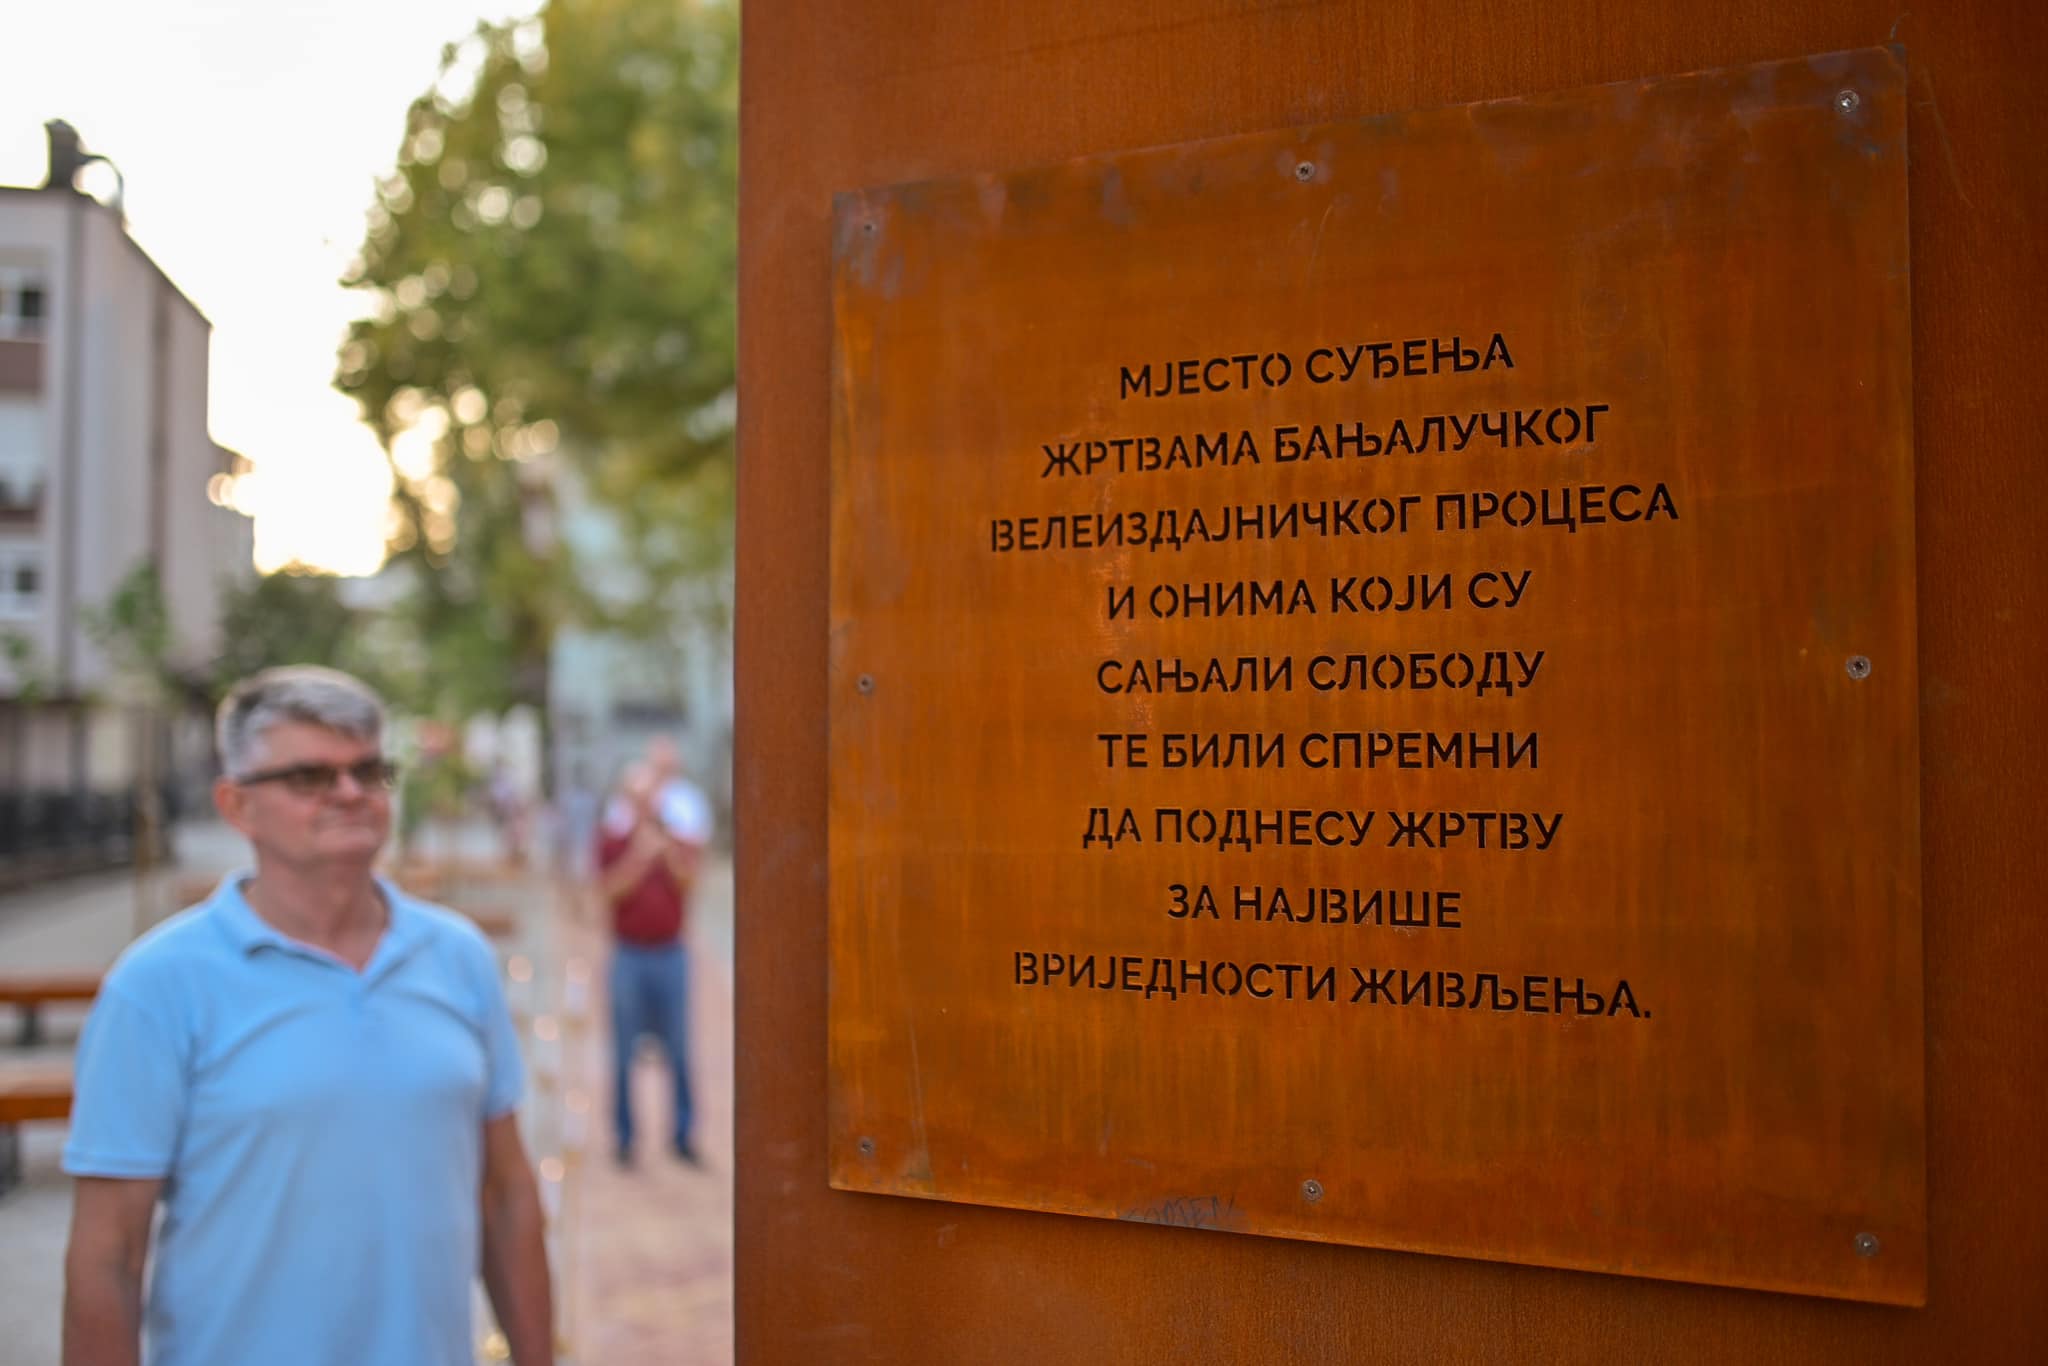 МЈЕСТО СУЂЕЊА
ЖРТВАМА БАЊАЛУЧКОГ
ВЕЛЕИЗДАЈНИЧКОГ ПРОЦЕСА
И ОНИМА КОЈИ СУ
САЊАЛИ СЛОБОДУ
ТЕ БИЛИ СПРЕМНИ
ДА ПОДНЕСУ ЖРТВУ
ЗА НАЈВИШЕ
ВРИЈЕДНОСТИ ЖИВЉЕЊА.